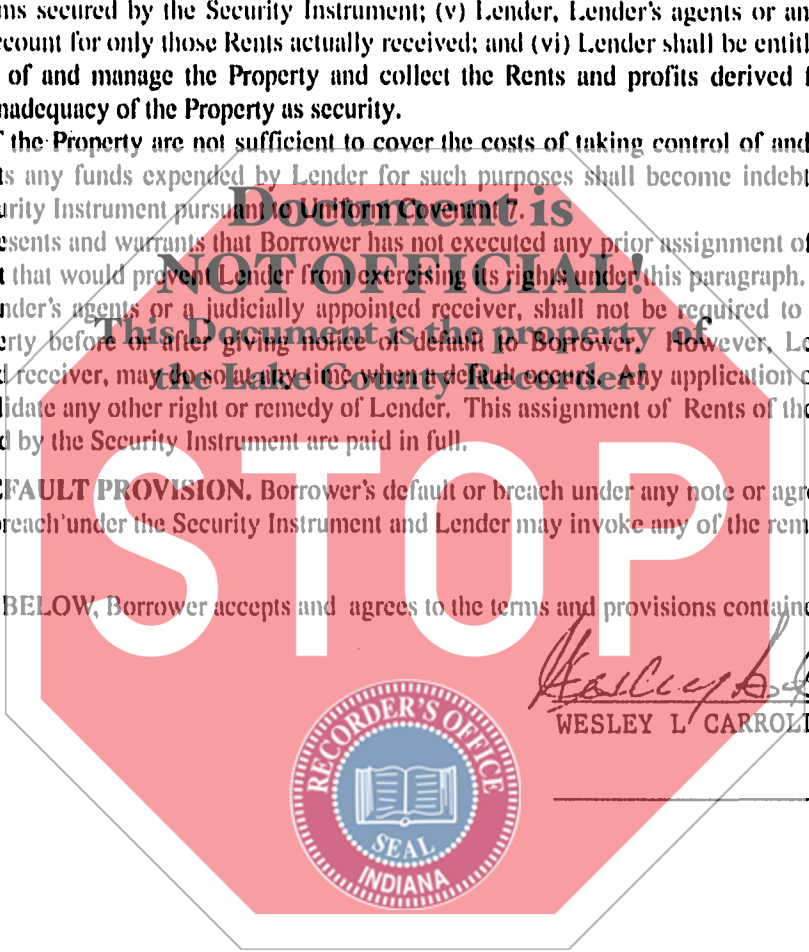 ms secured by the Security Instrument; (v) Lender, Lender's agents or an
ccount for only those Rents actually received; and (vi) Lender shall be entitl
of and manage the Property and collect the Rents and profits derived f
nadequacy of the Property as security.
f the Property are not sufficient to cover the costs of taking control of and
ts any funds expended by Lender for such purposes shall become indebt
urity Instrument pursuant to Uniform Covenant 7.
esents and warrants that Borrower has not executed any prior assignment of
t that would prevent Lender from exercising its rights under this paragraph.
nder's agents or a judicially appointed receiver, shall not be required to
erty before or after giving notice of default to Borrower. However, Le
d receiver, may do so at any time when a default occurs. Any application o
lidate any other right or remedy of Lender. This assignment of Rents of the
d by the Security Instrument are paid in full.
EFAULT PROVISION. Borrower's default or breach under any note or agre
breach under the Security Instrument and Lender may invoke any of the rem
BELOW, Borrower accepts and agrees to the terms and provisions containe
WESLEY L CARROLL
Document is
NOT OFFICIAL!
This Document is the property of
the Lake County Recorder!
STOP
RECORDER'S OFFICE
SEAL
INDIANA